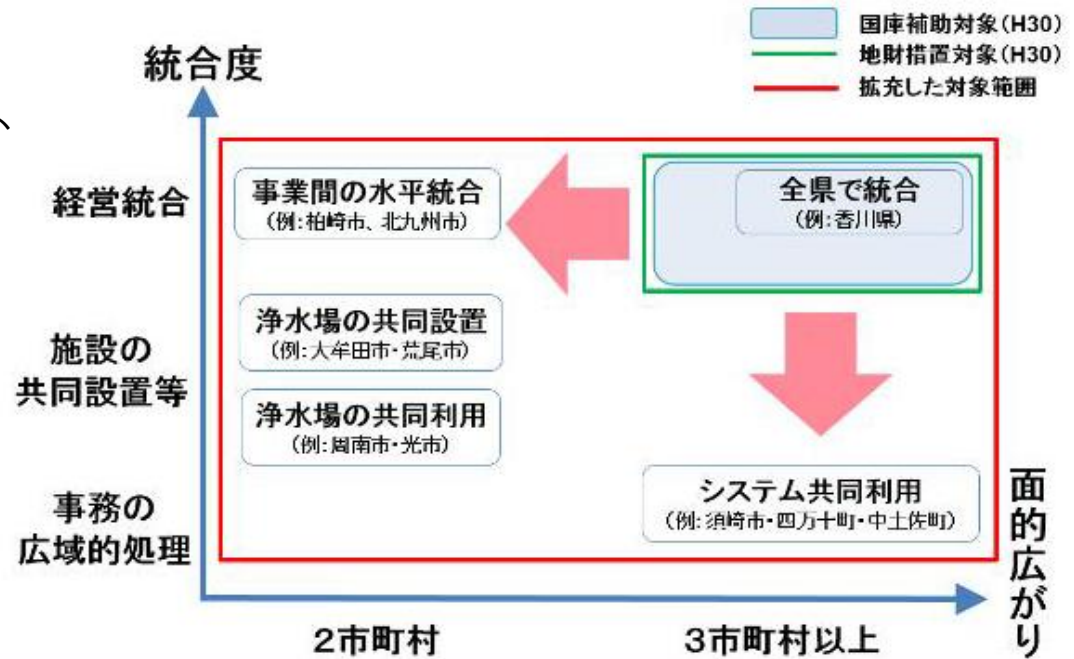 国庫補助対象(H30)
地財措置対象(H30)
拡充した対象範囲
統合度
、
経営統合
事業間の水平統合
(例:柏崎市、北九州市)
全県で統合
(例:香川県)
施設の
共同設置等
浄水場の共同設置
(例:大牟田市・荒尾市)
浄水場の共同利用
(例:周南市・光市)
事務の
広域的処理
システム共同利用
(例:須崎市・四万十町・中土佐町)
面的広がり
2市町村
3市町村以上